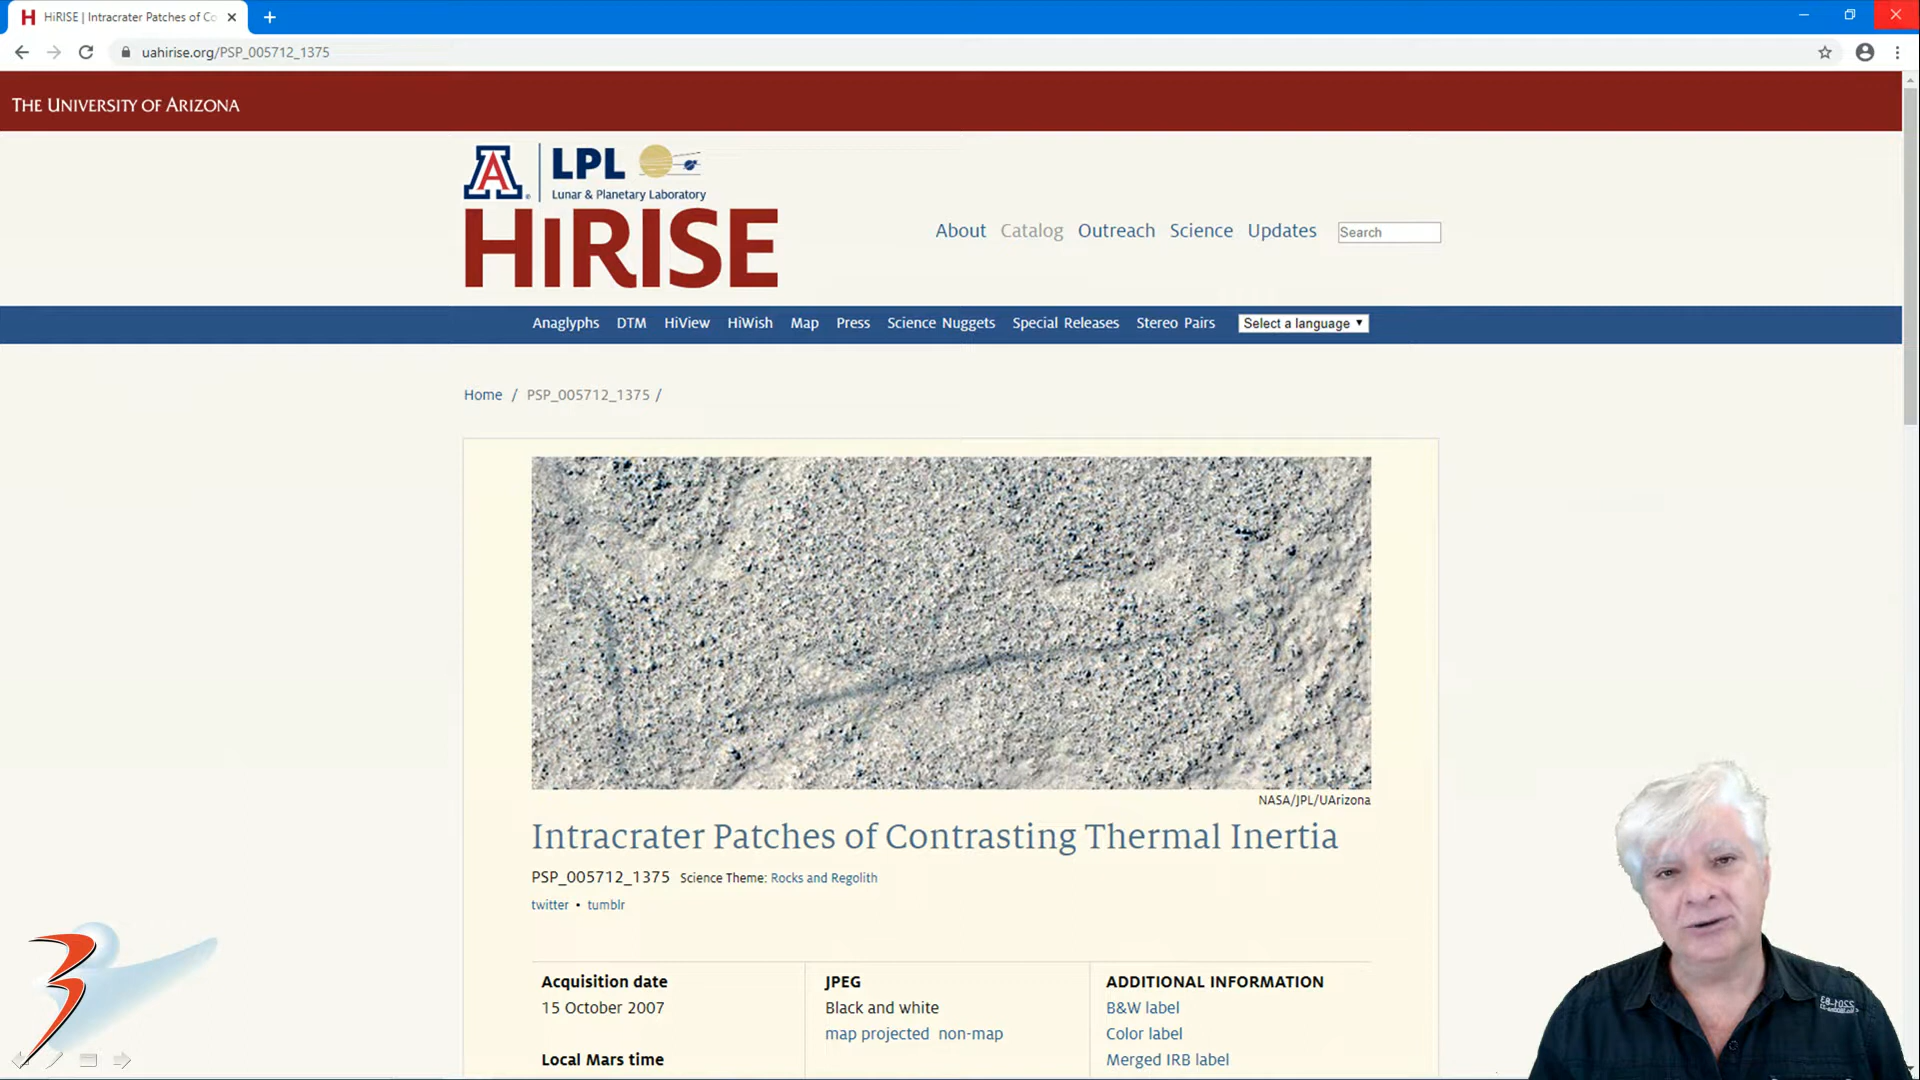 HiRISE | Intracrater Patches of Co
uahirise.org/PSP_005712_1375
THE UNIVERSITY OF ARIZONA
A LPL
Lunar & Planetary Laboratory
HiRISE
About Catalog Outreach Science Updates Search
Anaglyphs DTM HiView HiWish Map Press Science Nuggets Special Releases Stereo Pairs Select a language
Home / PSP_005712_1375 /
NASA/JPL/UArizona
Intracrater Patches of Contrasting Thermal Inertia
PSP_005712_1375 Science Theme: Rocks and Regolith
twitter • tumblr
Acquisition date
15 October 2007
Local Mars time
JPEG
Black and white
map projected non-map
ADDITIONAL INFORMATION
B&W label
Color label
Merged IRB label